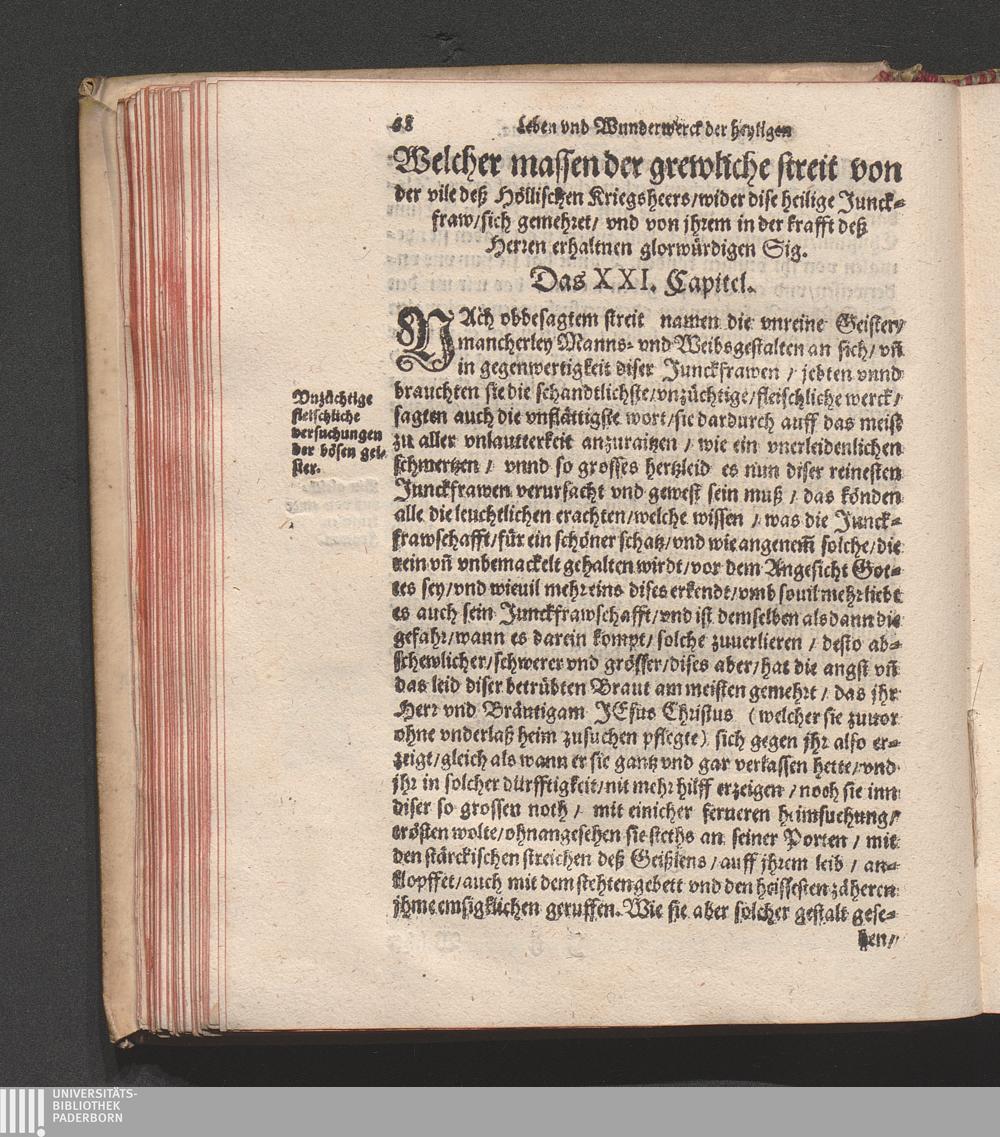 68 Leben vnd Wunderwerck der heyligen
Welcher massen der grewliche streit von
der vile deß Höllischen Kriegsheers/wider dise heilige Junck-
fraw/sich gemehret/ vnd von jhrem in der krafft deß
Herren erhaltnen glorwürdigen Sig.
Das XXI. Capitel.
NAch obbesagtem streit namen die vnreine Geister/
mancherley Manns- vnd Weibsgestalten an sich/ vñ
in gegenwertigkeit diser Junckfrawen / jebten vnnd
brauchten sie die schandtlichste/vnzüchtige/fleischliche werck/
sagten auch die vnflättigste wort/sie dardurch auff das meist
zu aller vnlautterkeit anzuraitzen / wie ein vnerleidenlichen
schmertzen / vnnd so grosses hertzleid es nun diser reinesten
Junckfrawen verursacht vnd gewest sein muß / das könden
alle die leuchtlichen erachten/welche wissen / was die Junck-
frawschafft/für ein schöner schatz/vnd wie angenem̃ solche/die
rein vñ vnbemackelt gehalten wirdt/vor dem Angesicht Got-
tes sey/vnd wieuil mehr eins dises erkendt/vmb souil mehr liebt
es auch sein Junckfrawschafft/vnd ist demselben alsdann die
gefahr/wann es darein kompt/ solche zuuerlieren / desto ab-
schewlicher/schwerer vnd grösser/dises aber/hat die angst vñ
das leid diser betrübten Braut am meisten gemehrt / das jhr
Herr vnd Bräutigam JEsus Christus (welcher sie zuuor
ohne vnderlaß heim zusuchen pflegte) sich gegen jhr also er-
zeigt/gleich als wann er sie gantz vnd gar verlassen hette/vnd
jhr in solcher dürfftigkeit/nit mehr hilff erzeigen / noch sie inn
diser so grossen noth / mit einicher ferneren heimsuchung/
trösten wolte/ohnangesehen sie steths an seiner Porten / mit
den stärckischen streichen deß Geißlens / auff jhrem leib / an-
klopffet/auch mit dem stehten gebett vnd den heissesten zäheren
jhme emsigklichen geruffen. Wie sie aber solcher gestalt gese-
hen/
Vnzüchtige
fleischliche
versuchungen
der bösen gei-
ster.
UNIVERSITÄTS-
BIBLIOTHEK
PADERBORN